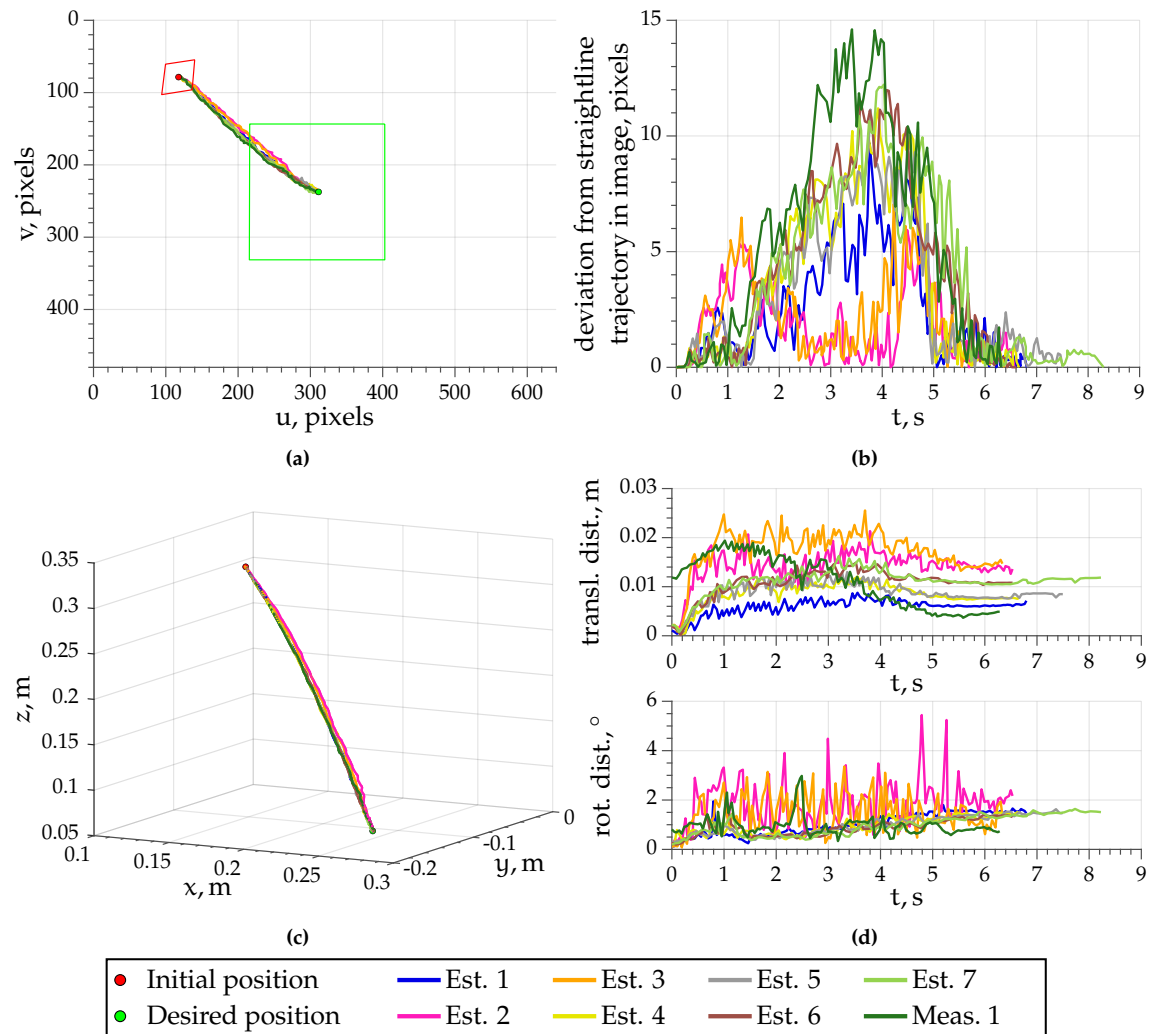 0
100
200
300
400
v, pixels
0 100 200 300 400 500 600
u, pixels
(a)
15
10
5
0
deviation from straightline
trajectory in image, pixels
0 1 2 3 4 5 6 7 8 9
t, s
(b)
0.35
0.3
0.25
0.2
0.15
0.1
0.05
z, m
0.1 0.15 0.2 0.25 0.3
x, m
-0.2 -0.1 0
y, m
(c)
0.03
0.02
0.01
0
transl. dist., m
0 1 2 3 4 5 6 7 8 9
t, s
6
4
2
0
rot. dist., °
0 1 2 3 4 5 6 7 8 9
t, s
(d)
Initial position Est. 1 Est. 3 Est. 5 Est. 7
Desired position Est. 2 Est. 4 Est. 6 Meas. 1